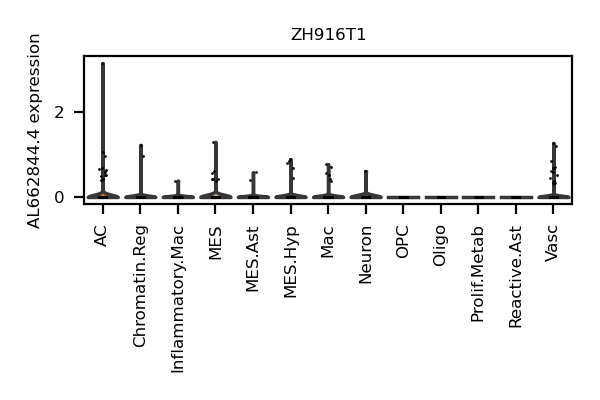 ZH916T1
AL662844.4 expression
2
0
AC
Chromatin.Reg
Inflammatory.Mac
MES
MES.Ast
MES.Hyp
Mac
Neuron
OPC
Oligo
Prolif.Metab
Reactive.Ast
Vasc